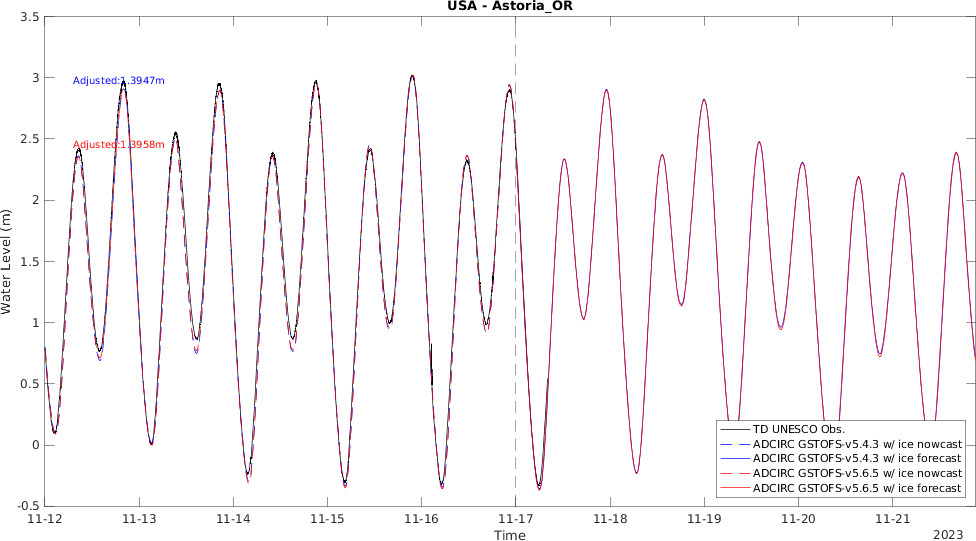 USA - Astoria_OR
3.5
3
2.5
2
1.5
1
0.5
0
-0.5
Water Level (m)
Adjusted:1.3947m
Adjusted:1.3958m
TD UNESCO Obs.
ADCIRC GSTOFS-v5.4.3 w/ ice nowcast
ADCIRC GSTOFS-v5.4.3 w/ ice forecast
ADCIRC GSTOFS-v5.6.5 w/ ice nowcast
ADCIRC GSTOFS-v5.6.5 w/ ice forecast
11-12 11-13 11-14 11-15 11-16 11-17 11-18 11-19 11-20 11-21
Time
2023